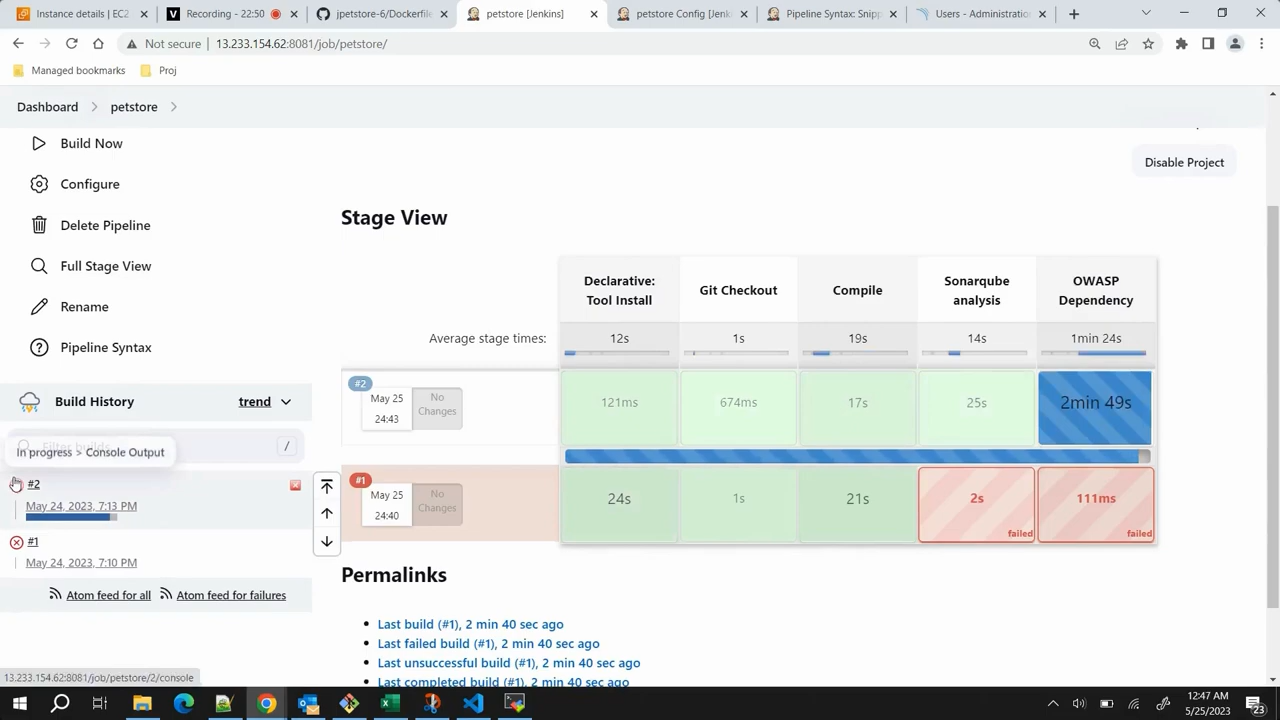 Instance details | EC2
Recording - 22:50
jpetstore-6/Dockerfile
petstore [Jenkins]
petstore Config [Jenki
Pipeline Syntax: Snipp
Users - Administratio
Not secure | 13.233.154.62:8081/job/petstore/
Managed bookmarks
Proj
Dashboard
petstore
Build Now
Configure
Delete Pipeline
Full Stage View
Rename
Pipeline Syntax
Build History
trend
Filter builds...
/
In progress > Console Output
#2
May 24, 2023, 7:13 PM
#1
May 24, 2023, 7:10 PM
Atom feed for all
Atom feed for failures
Disable Project
Stage View
Declarative: Tool Install
Git Checkout
Compile
Sonarqube analysis
OWASP Dependency
Average stage times:
12s
1s
19s
14s
1min 24s
#2
May 25
24:43
No Changes
121ms
674ms
17s
25s
2min 49s
#1
May 25
24:40
No Changes
24s
1s
21s
2s
failed
111ms
failed
Permalinks
Last build (#1), 2 min 40 sec ago
Last failed build (#1), 2 min 40 sec ago
Last unsuccessful build (#1), 2 min 40 sec ago
Last completed build (#1), 2 min 40 sec ago
13.233.154.62:8081/job/petstore/2/console
12:47 AM
5/25/2023
23